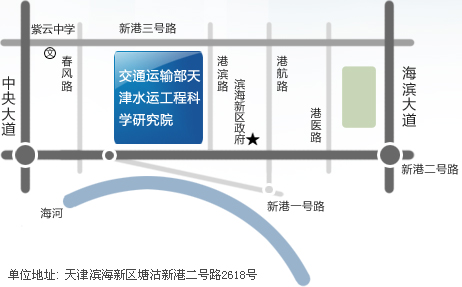 紫云中学
新港三号路
文
春风路
中央大道
交通运输部天
津水运工程科
学研究院
港滨路
滨海新区政府
港航路
港医路
海滨大道
新港二号路
新港一号路
海河
单位地址: 天津滨海新区塘沽新港二号路2618号